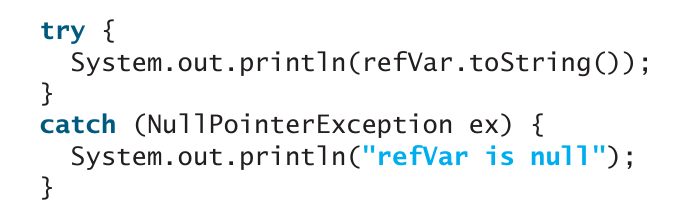 try {
  System.out.println(refVar.toString());
}
catch (NullPointerException ex) {
  System.out.println("refVar is null");
}